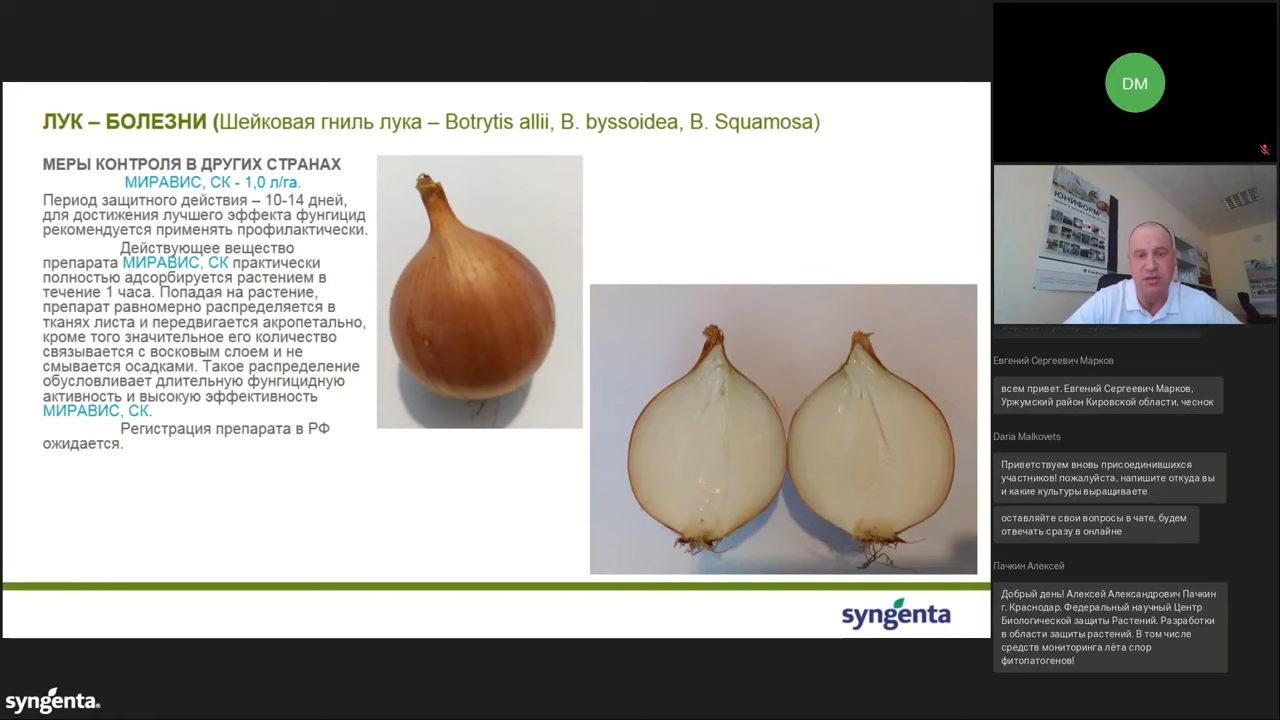 ЛУК – БОЛЕЗНИ (Шейковая гниль лука – Botrytis allii, B. byssoidea, B. Squamosa)
МЕРЫ КОНТРОЛЯ В ДРУГИХ СТРАНАХ
МИРАВИС, СК - 1,0 л/га.
Период защитного действия – 10-14 дней,
для достижения лучшего эффекта фунгицид
рекомендуется применять профилактически.
Действующее вещество
препарата МИРАВИС, СК практически
полностью адсорбируется растением в
течение 1 часа. Попадая на растение,
препарат равномерно распределяется в
тканях листа и передвигается акропетально,
кроме того значительное его количество
связывается с восковым слоем и не
смывается осадками. Такое распределение
обусловливает длительную фунгицидную
активность и высокую эффективность
МИРАВИС, СК.
Регистрация препарата в РФ
ожидается.
syngenta
syngenta.
DM
ЮНИФОРМ
Евгений Сергеевич Марков
всем привет. Евгений Сергеевич Марков,
Уржумский район Кировской области, чеснок
Daria Malkovets
Приветствуем вновь присоединившихся
участников! пожалуйста, напишите откуда вы
и какие культуры выращиваете
оставляйте свои вопросы в чате, будем
отвечать сразу в онлайне
Пачкин Алексей
Добрый день! Алексей Александрович Пачкин
г. Краснодар. Федеральный научный Центр
Биологической защиты Растений. Разработки
в области защиты растений. В том числе
средств мониторинга лёта спор
фитопатогенов!